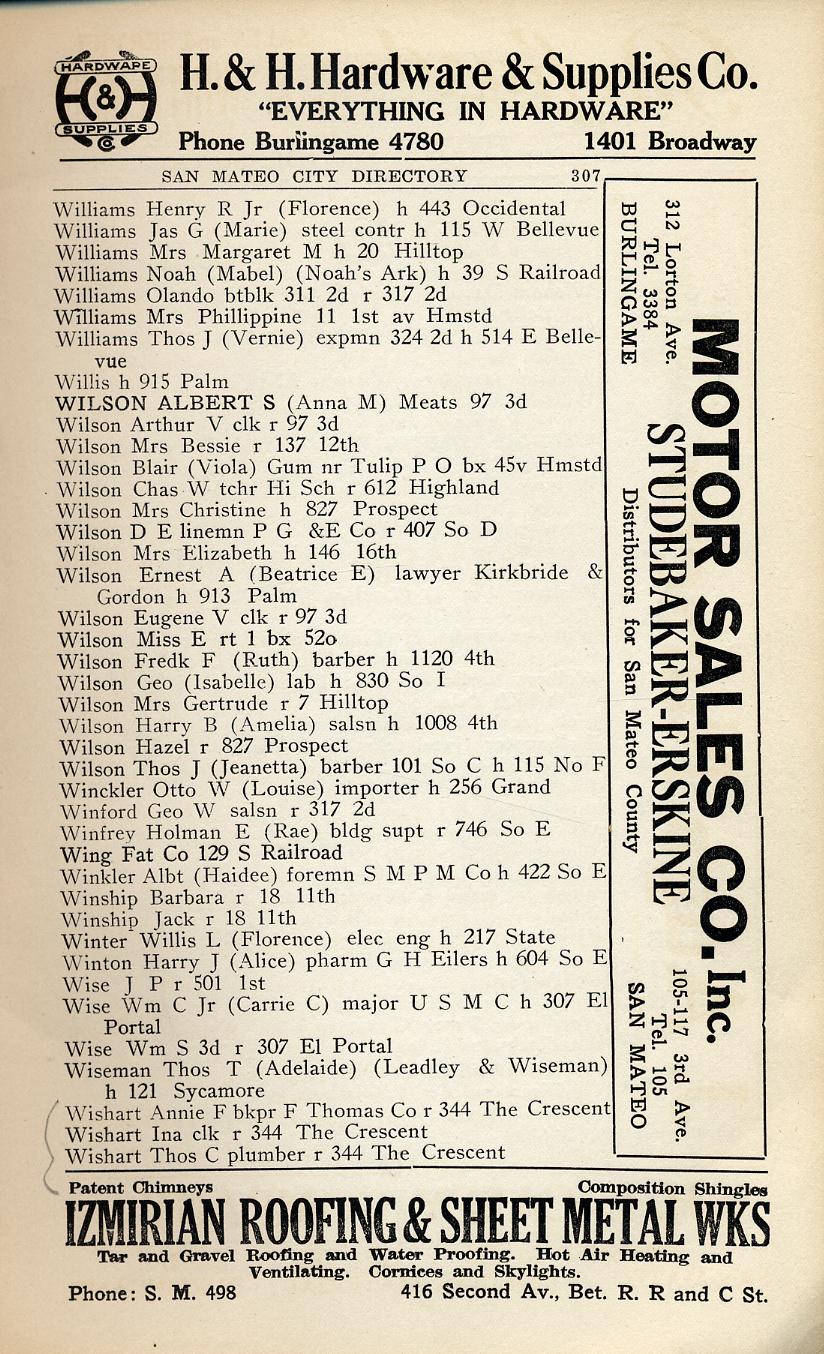 HARDWARE
H & H
SUPPLIES
Co
H. & H. Hardware & Supplies Co.
"EVERYTHING IN HARDWARE"
Phone Burlingame 4780 1401 Broadway
SAN MATEO CITY DIRECTORY 307
Williams Henry R Jr (Florence) h 443 Occidental
Williams Jas G (Marie) steel contr h 115 W Bellevue
Williams Mrs Margaret M h 20 Hilltop
Williams Noah (Mabel) (Noah's Ark) h 39 S Railroad
Williams Olando btblk 311 2d r 317 2d
Williams Mrs Phillippine 11 1st av Hmstd
Williams Thos J (Vernie) expmn 324 2d h 514 E Belle-
vue
Willis h 915 Palm
WILSON ALBERT S (Anna M) Meats 97 3d
Wilson Arthur V clk r 97 3d
Wilson Mrs Bessie r 137 12th
Wilson Blair (Viola) Gum nr Tulip P O bx 45v Hmstd
Wilson Chas W tchr Hi Sch r 612 Highland
Wilson Mrs Christine h 827 Prospect
Wilson D E linemn P G &E Co r 407 So D
Wilson Mrs Elizabeth h 146 16th
Wilson Ernest A (Beatrice E) lawyer Kirkbride &
Gordon h 913 Palm
Wilson Eugene V clk r 97 3d
Wilson Miss E rt 1 bx 52o
Wilson Fredk F (Ruth) barber h 1120 4th
Wilson Geo (Isabelle) lab h 830 So I
Wilson Mrs Gertrude r 7 Hilltop
Wilson Harry B (Amelia) salsn h 1008 4th
Wilson Hazel r 827 Prospect
Wilson Thos J (Jeanetta) barber 101 So C h 115 No F
Winckler Otto W (Louise) importer h 256 Grand
Winford Geo W salsn r 317 2d
Winfrey Holman E (Rae) bldg supt r 746 So E
Wing Fat Co 129 S Railroad
Winkler Albt (Haidee) foremn S M P M Co h 422 So E
Winship Barbara r 18 11th
Winship Jack r 18 11th
Winter Willis L (Florence) elec eng h 217 State
Winton Harry J (Alice) pharm G H Eilers h 604 So E
Wise J P r 501 1st
Wise Wm C Jr (Carrie C) major U S M C h 307 El
Portal
Wise Wm S 3d r 307 El Portal
Wiseman Thos T (Adelaide) (Leadley & Wiseman)
h 121 Sycamore
Wishart Annie F bkpr F Thomas Co r 344 The Crescent
Wishart Ina clk r 344 The Crescent
Wishart Thos C plumber r 344 The Crescent
MOTOR SALES CO. Inc.
STUDEBAKER-ERSKINE
Distributors for San Mateo County
312 Lorton Ave.
Tel. 3384
BURLINGAME
105-117 3rd Ave.
Tel. 105
SAN MATEO
Patent Chimneys Composition Shingles
IZMIRIAN ROOFING & SHEET METAL WKS
Tar and Gravel Roofing and Water Proofing. Hot Air Heating and
Ventilating. Cornices and Skylights.
Phone: S. M. 498 416 Second Av., Bet. R. R and C St.